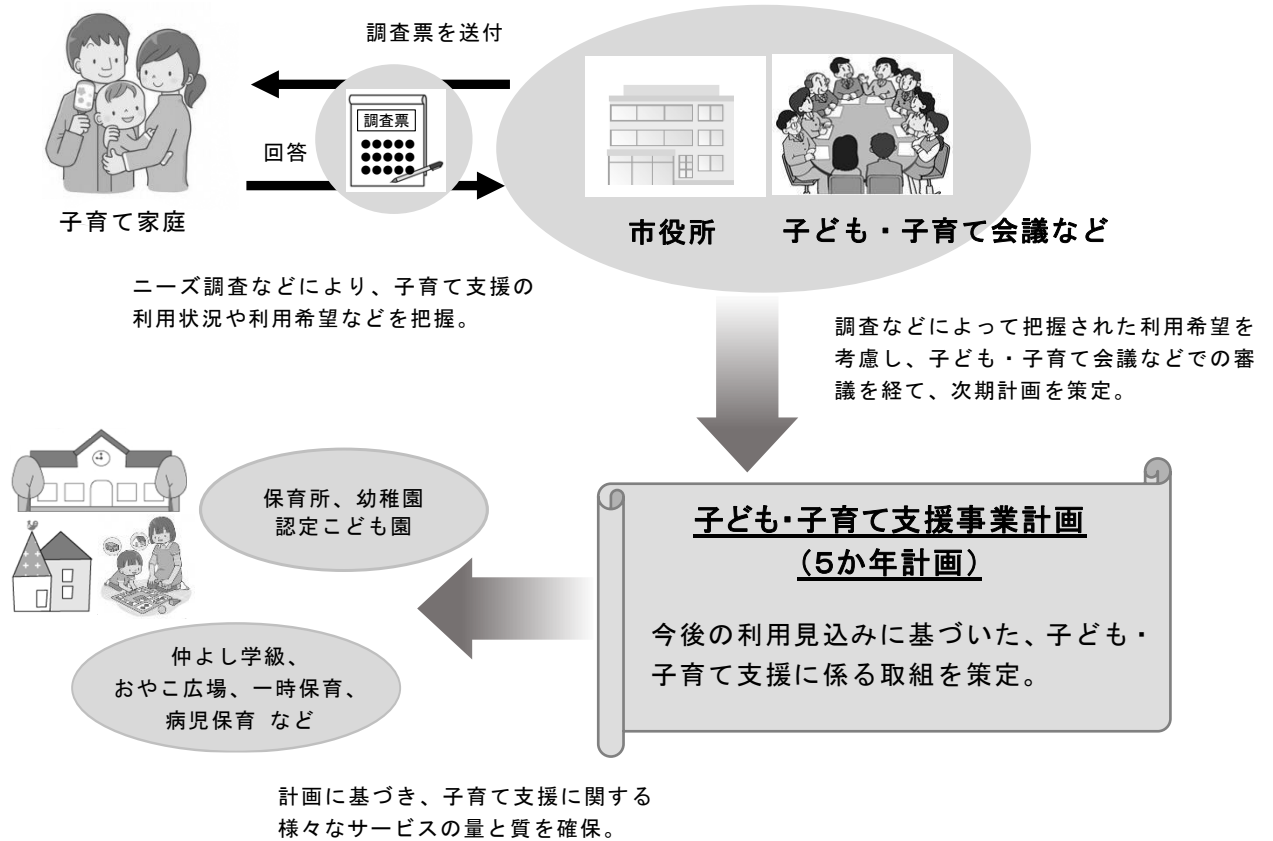 調査票を送付
調査票
回答
子育て家庭
市役所
子ども・子育て会議など
ニーズ調査などにより、子育て支援の
利用状況や利用希望などを把握。
調査などによって把握された利用希望を
考慮し、子ども・子育て会議などでの審
議を経て、次期計画を策定。
子ども・子育て支援事業計画
(5か年計画)
今後の利用見込みに基づいた、子ども・
子育て支援に係る取組を策定。
保育所、幼稚園
認定こども園
仲よし学級、
おやこ広場、一時保育、
病児保育 など
計画に基づき、子育て支援に関する
様々なサービスの量と質を確保。